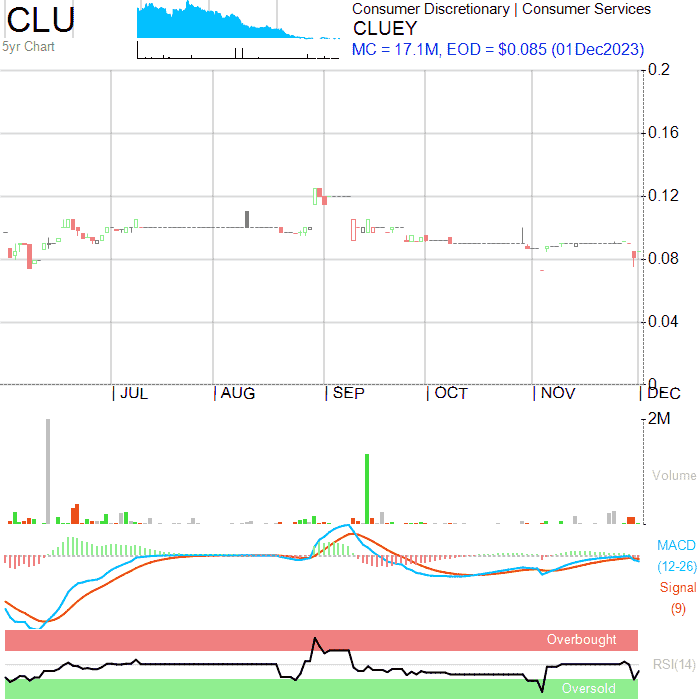 CLU
5yr Chart
Consumer Discretionary | Consumer Services
CLUEY
MC = 17.1M, EOD = $0.085 (01Dec2023)
0.2
0.16
0.12
0.08
0.04
0
JUL AUG SEP OCT NOV DEC
2M
Volume
MACD
(12-26)
Signal
(9)
Overbought
RSI(14)
Oversold